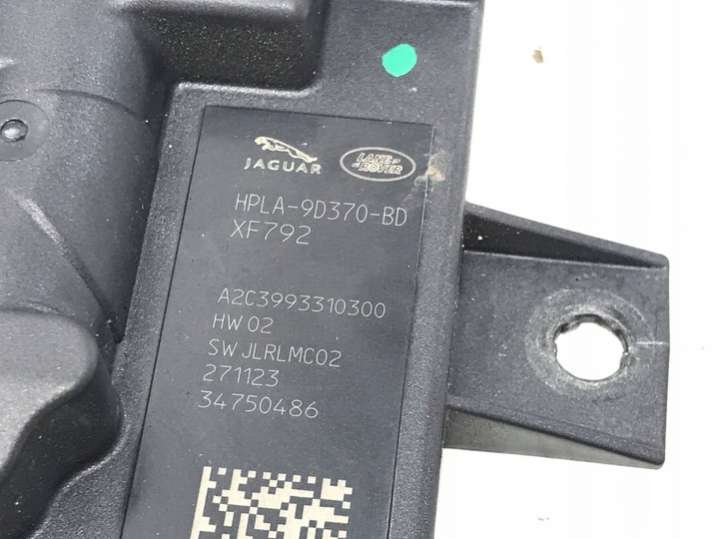 JAGUAR LAND ROVER
HPLA-9D370-BD
XF792
A2C3993310300
HW 02
SW JLRLMC02
271123
34750486